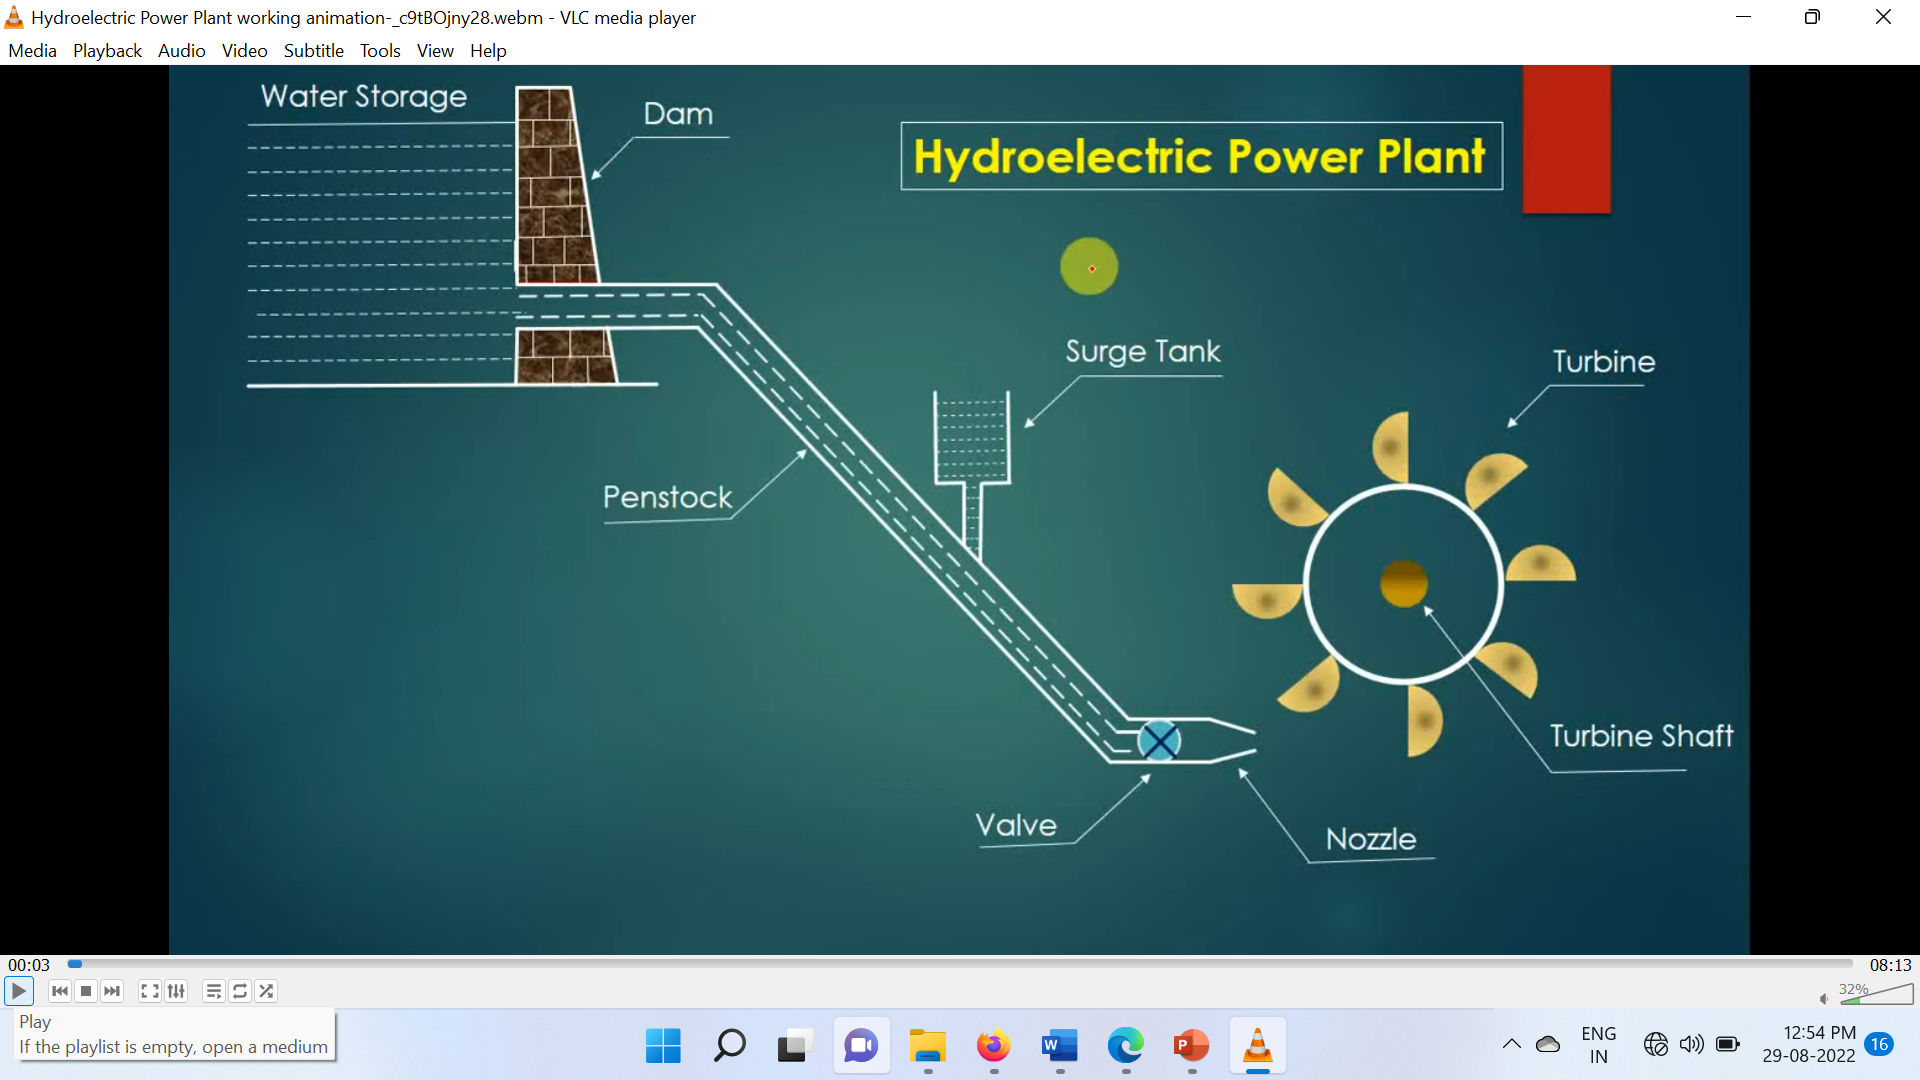 Hydroelectric Power Plant working animation-_c9tBOjny28.webm - VLC media player
Media Playback Audio Video Subtitle Tools View Help
Water Storage
Dam
Hydroelectric Power Plant
Surge Tank
Turbine
Penstock
Turbine Shaft
Valve
Nozzle
00:03
08:13
32%
Play
If the playlist is empty, open a medium
W
P
ENG
IN
12:54 PM
29-08-2022
16